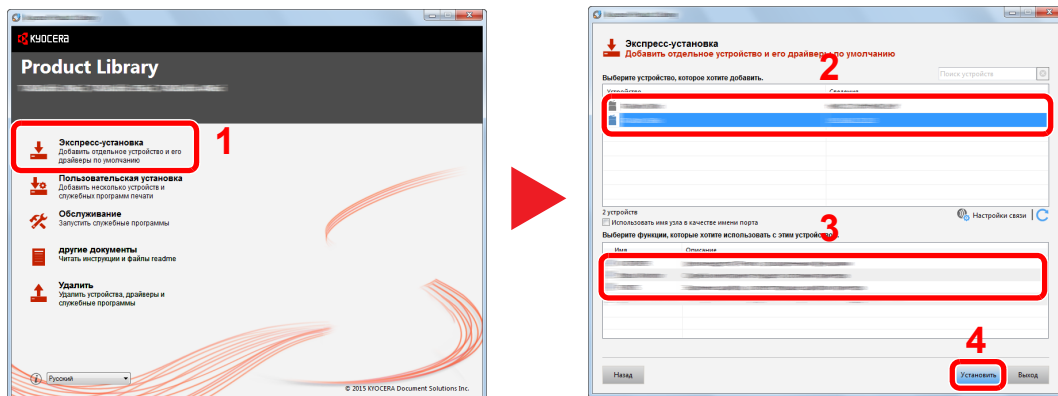 KYOCERA
Product Library
1
Экспресс-установка
Добавить отдельное устройство и его
драйверы по умолчанию
Пользовательская установка
Добавить несколько устройств и
служебных программ печати
Обслуживание
Запустить служебные программы
другие документы
Читать инструкции и файлы readme
Удалить
Удалить устройства, драйверы и
служебные программы
Русский
© 2015 KYOCERA Document Solutions Inc.
Экспресс-установка
Добавить отдельное устройство и его драйверы по умолчанию
2
Выберите устройство, которое хотите добавить.
Поиск устройств
Устройство Сведения
2 устройств
Настройки связи
Использовать имя узла в качестве имени порта
3
Выберите функции, которые хотите использовать с этим устройством.
Имя Описание
4
Назад
Установить
Выход